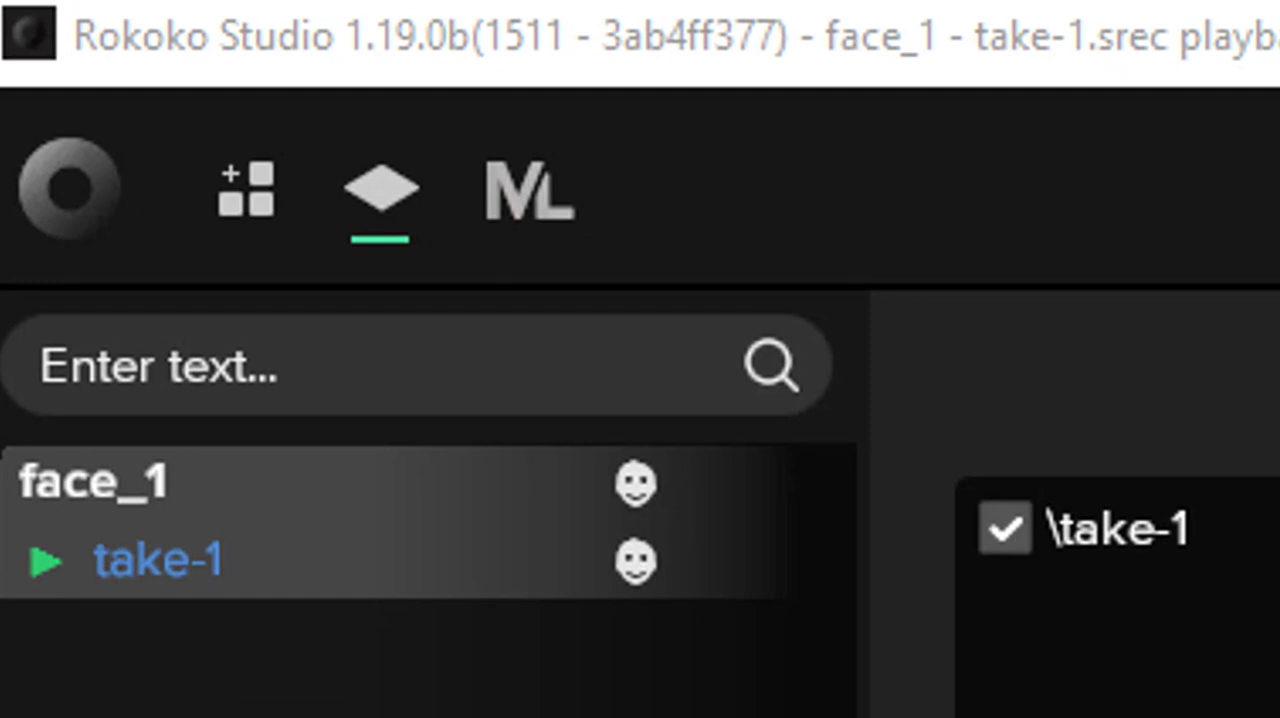 Rokoko Studio 1.19.0b(1511 - 3ab4ff377) - face_1 - take-1.srec
ML
Enter text...
face_1
take-1
\take-1